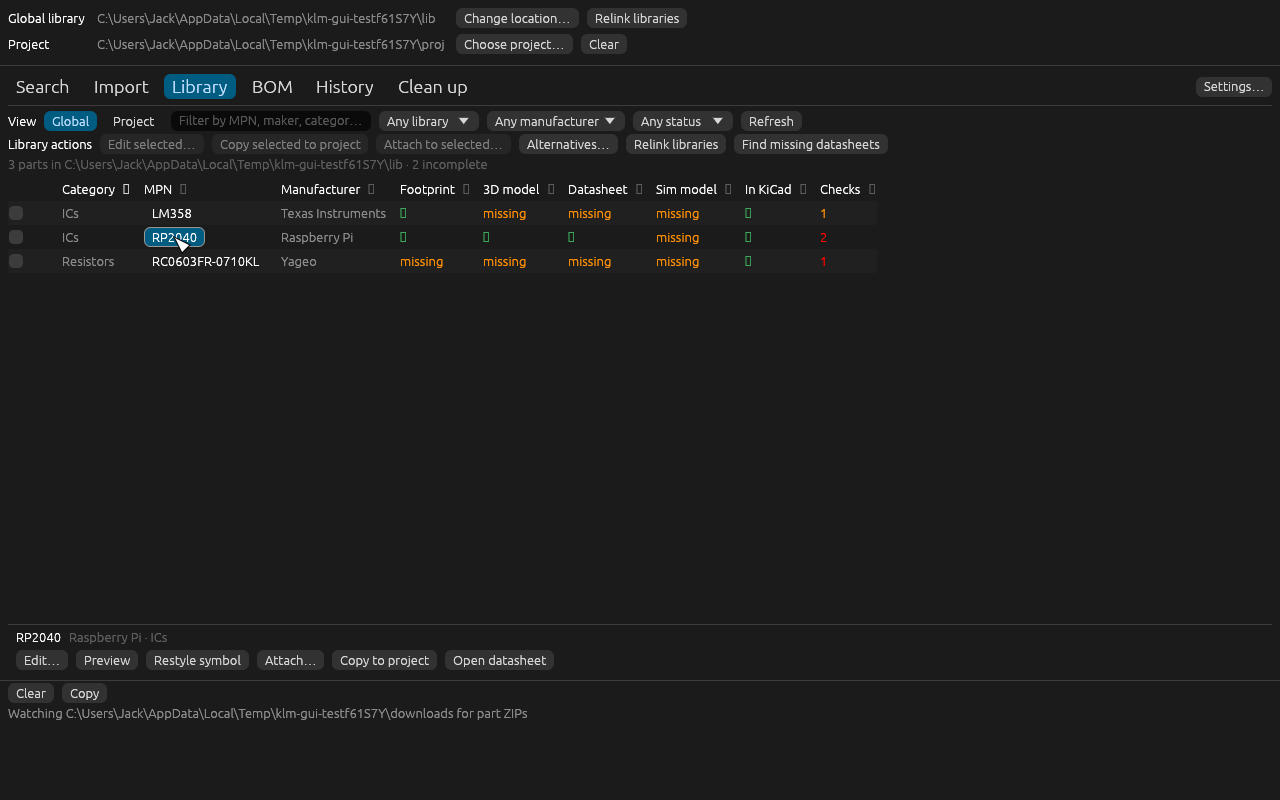 Global library C:\Users\Jack\AppData\Local\Temp\klm-gui-testf61S7Y\lib Change location... Relink libraries
Project C:\Users\Jack\AppData\Local\Temp\klm-gui-testf61S7Y\proj Choose project... Clear
Search Import Library BOM History Clean up Settings...
View Global Project Filter by MPN, maker, categor... Any library Any manufacturer Any status Refresh
Library actions Edit selected... Copy selected to project Attach to selected... Alternatives... Relink libraries Find missing datasheets
3 parts in C:\Users\Jack\AppData\Local\Temp\klm-gui-testf61S7Y\lib · 2 incomplete
Category MPN Manufacturer Footprint 3D model Datasheet Sim model In KiCad Checks
ICs LM358 Texas Instruments missing missing missing 1
ICs RP2040 Raspberry Pi missing 2
Resistors RC0603FR-0710KL Yageo missing missing missing missing 1
RP2040 Raspberry Pi · ICs
Edit... Preview Restyle symbol Attach... Copy to project Open datasheet
Clear Copy
Watching C:\Users\Jack\AppData\Local\Temp\klm-gui-testf61S7Y\downloads for part ZIPs